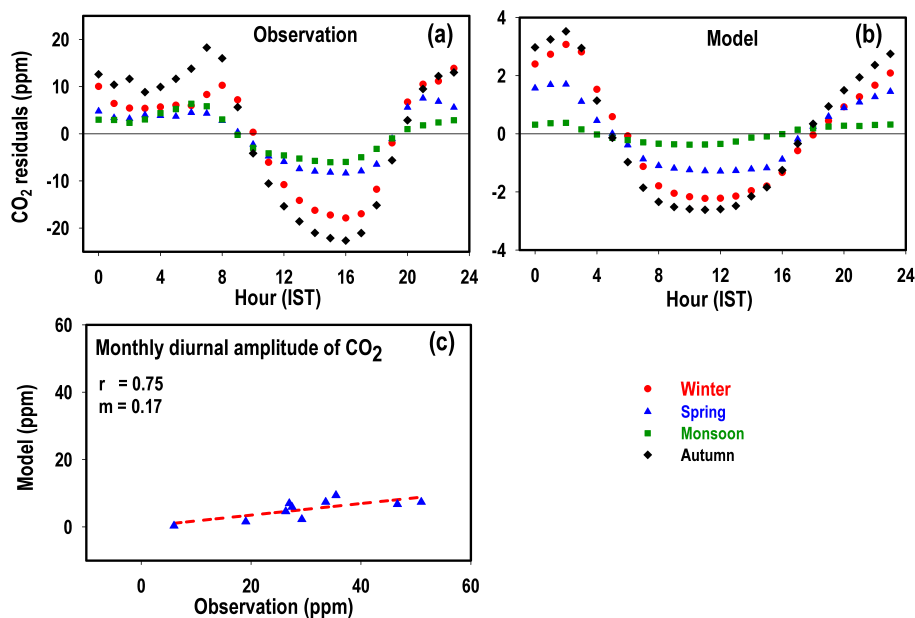 Observation
(a)
CO2 residuals (ppm)
20
10
0
-10
-20
0 4 8 12 16 20 24
Hour (IST)
Model
(b)
4
2
0
-2
-4
0 4 8 12 16 20 24
Hour (IST)
Monthly diurnal amplitude of CO2
(c)
r = 0.75
m = 0.17
Model (ppm)
60
40
20
0
0 20 40 60
Observation (ppm)
Winter
Spring
Monsoon
Autumn